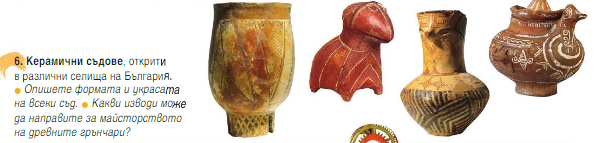 6. Керамични съдове, открити
в различни селища на България.
● Опишете формата и украсата
на всеки съд. ● Какви изводи може
да направите за майсторството
на древните грънчари?